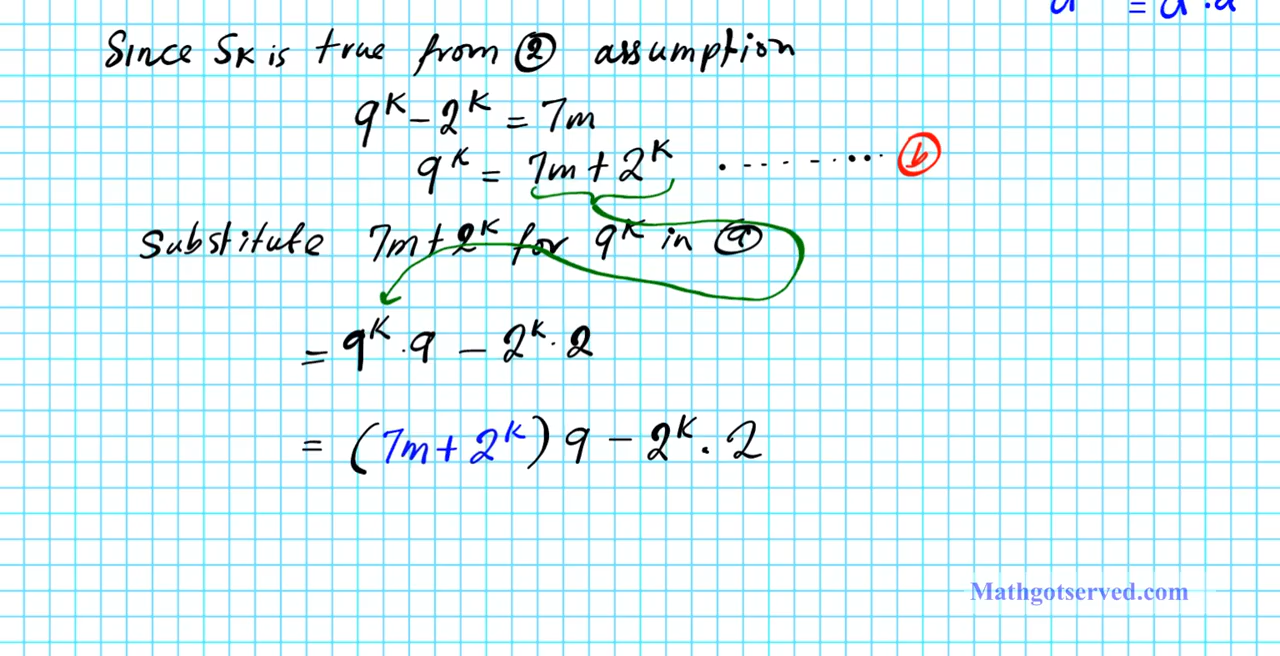 = a · a
Since Sk is true from ② assumption
9^k - 2^k = 7m
9^k = 7m + 2^k ·-----··· ⓑ
Substitute 7m + 2^k for 9^k in ⓐ
= 9^k · 9 - 2^k · 2
= (7m + 2^k) 9 - 2^k · 2
Mathgotserved.com